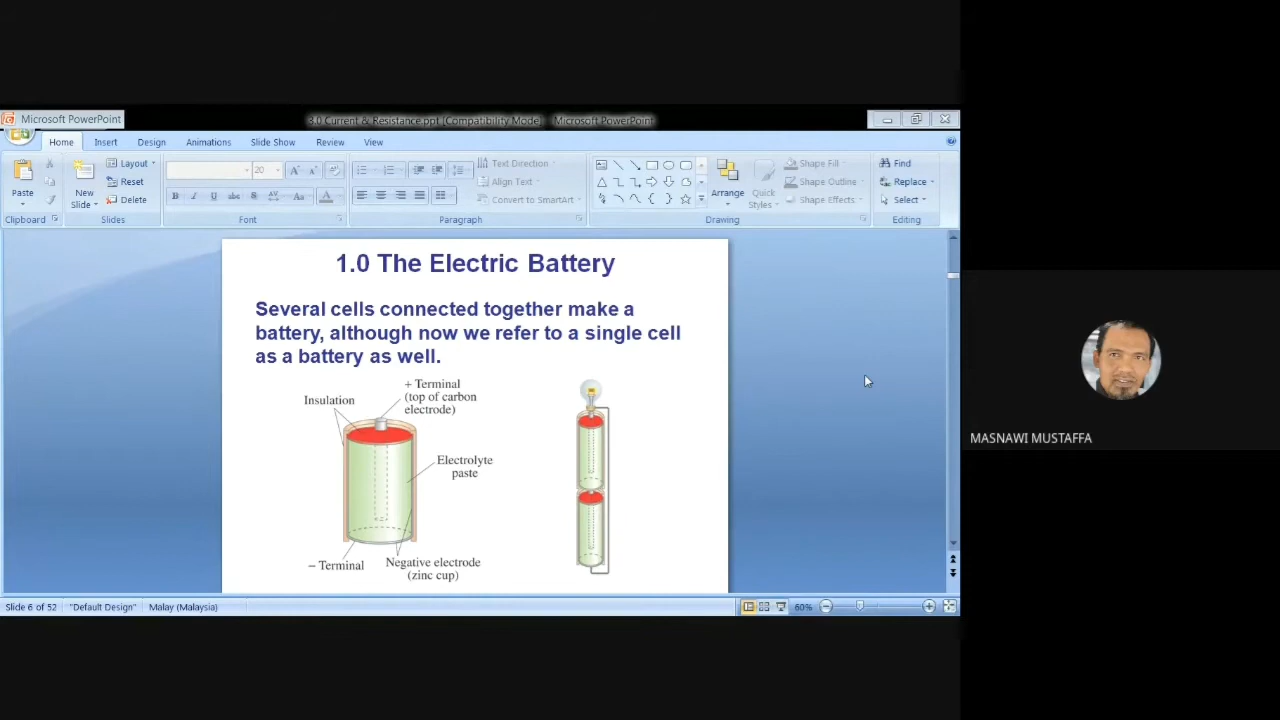 Microsoft PowerPoint
3.0 Current & Resistance.ppt [Compatibility Mode] - Microsoft PowerPoint
Home Insert Design Animations Slide Show Review View
Paste
Clipboard
New
Slide
Layout
Reset
Delete
Slides
20
B I U abc S AV Aa A
Font
Text Direction
Align Text
Convert to SmartArt
Paragraph
Arrange
Quick
Styles
Shape Fill
Shape Outline
Shape Effects
Drawing
Find
Replace
Select
Editing
1.0 The Electric Battery
Several cells connected together make a
battery, although now we refer to a single cell
as a battery as well.
Insulation
+ Terminal
(top of carbon
electrode)
Electrolyte
paste
− Terminal
Negative electrode
(zinc cup)
MASNAWI MUSTAFFA
Slide 6 of 52 "Default Design" Malay (Malaysia) 60%